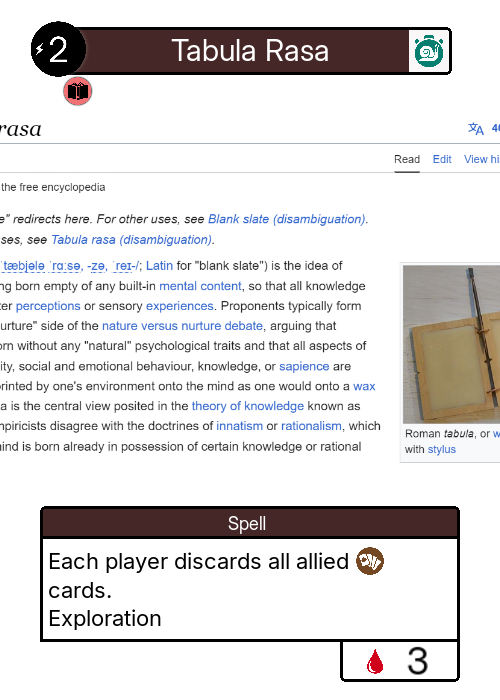 2
Tabula Rasa
rasa
4
Read Edit View hi
the free encyclopedia
e" redirects here. For other uses, see Blank slate (disambiguation).
ses, see Tabula rasa (disambiguation).
ˈtæbjələ ˈrɑːsə, -zə, ˈreɪ-/; Latin for "blank slate") is the idea of
ng born empty of any built-in mental content, so that all knowledge
ter perceptions or sensory experiences. Proponents typically form
urture" side of the nature versus nurture debate, arguing that
orn without any "natural" psychological traits and that all aspects of
ity, social and emotional behaviour, knowledge, or sapience are
printed by one's environment onto the mind as one would onto a wax
a is the central view posited in the theory of knowledge known as
mpiricists disagree with the doctrines of innatism or rationalism, which
mind is born already in possession of certain knowledge or rational
Roman tabula, or w
with stylus
Spell
Each player discards all allied
cards.
Exploration
3